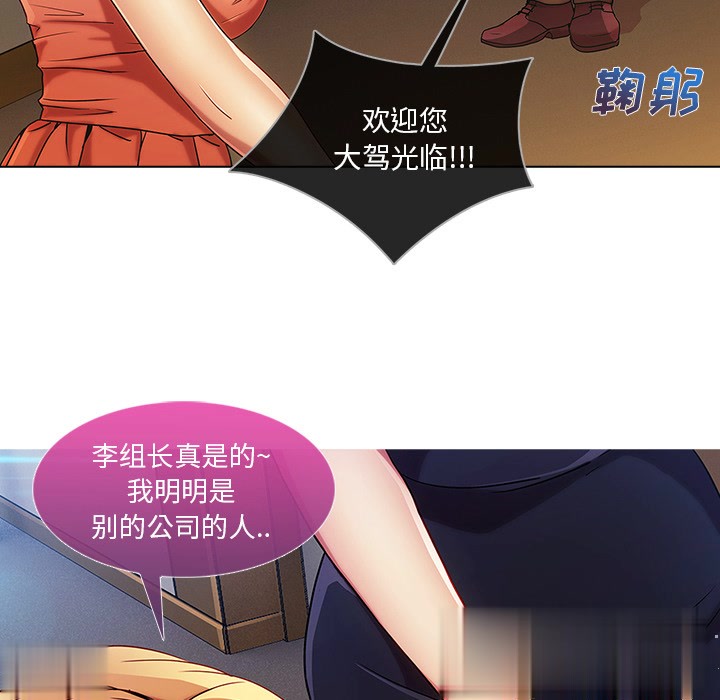 鞠躬
欢迎您
大驾光临!!!
李组长真是的~
我明明是
别的公司的人..